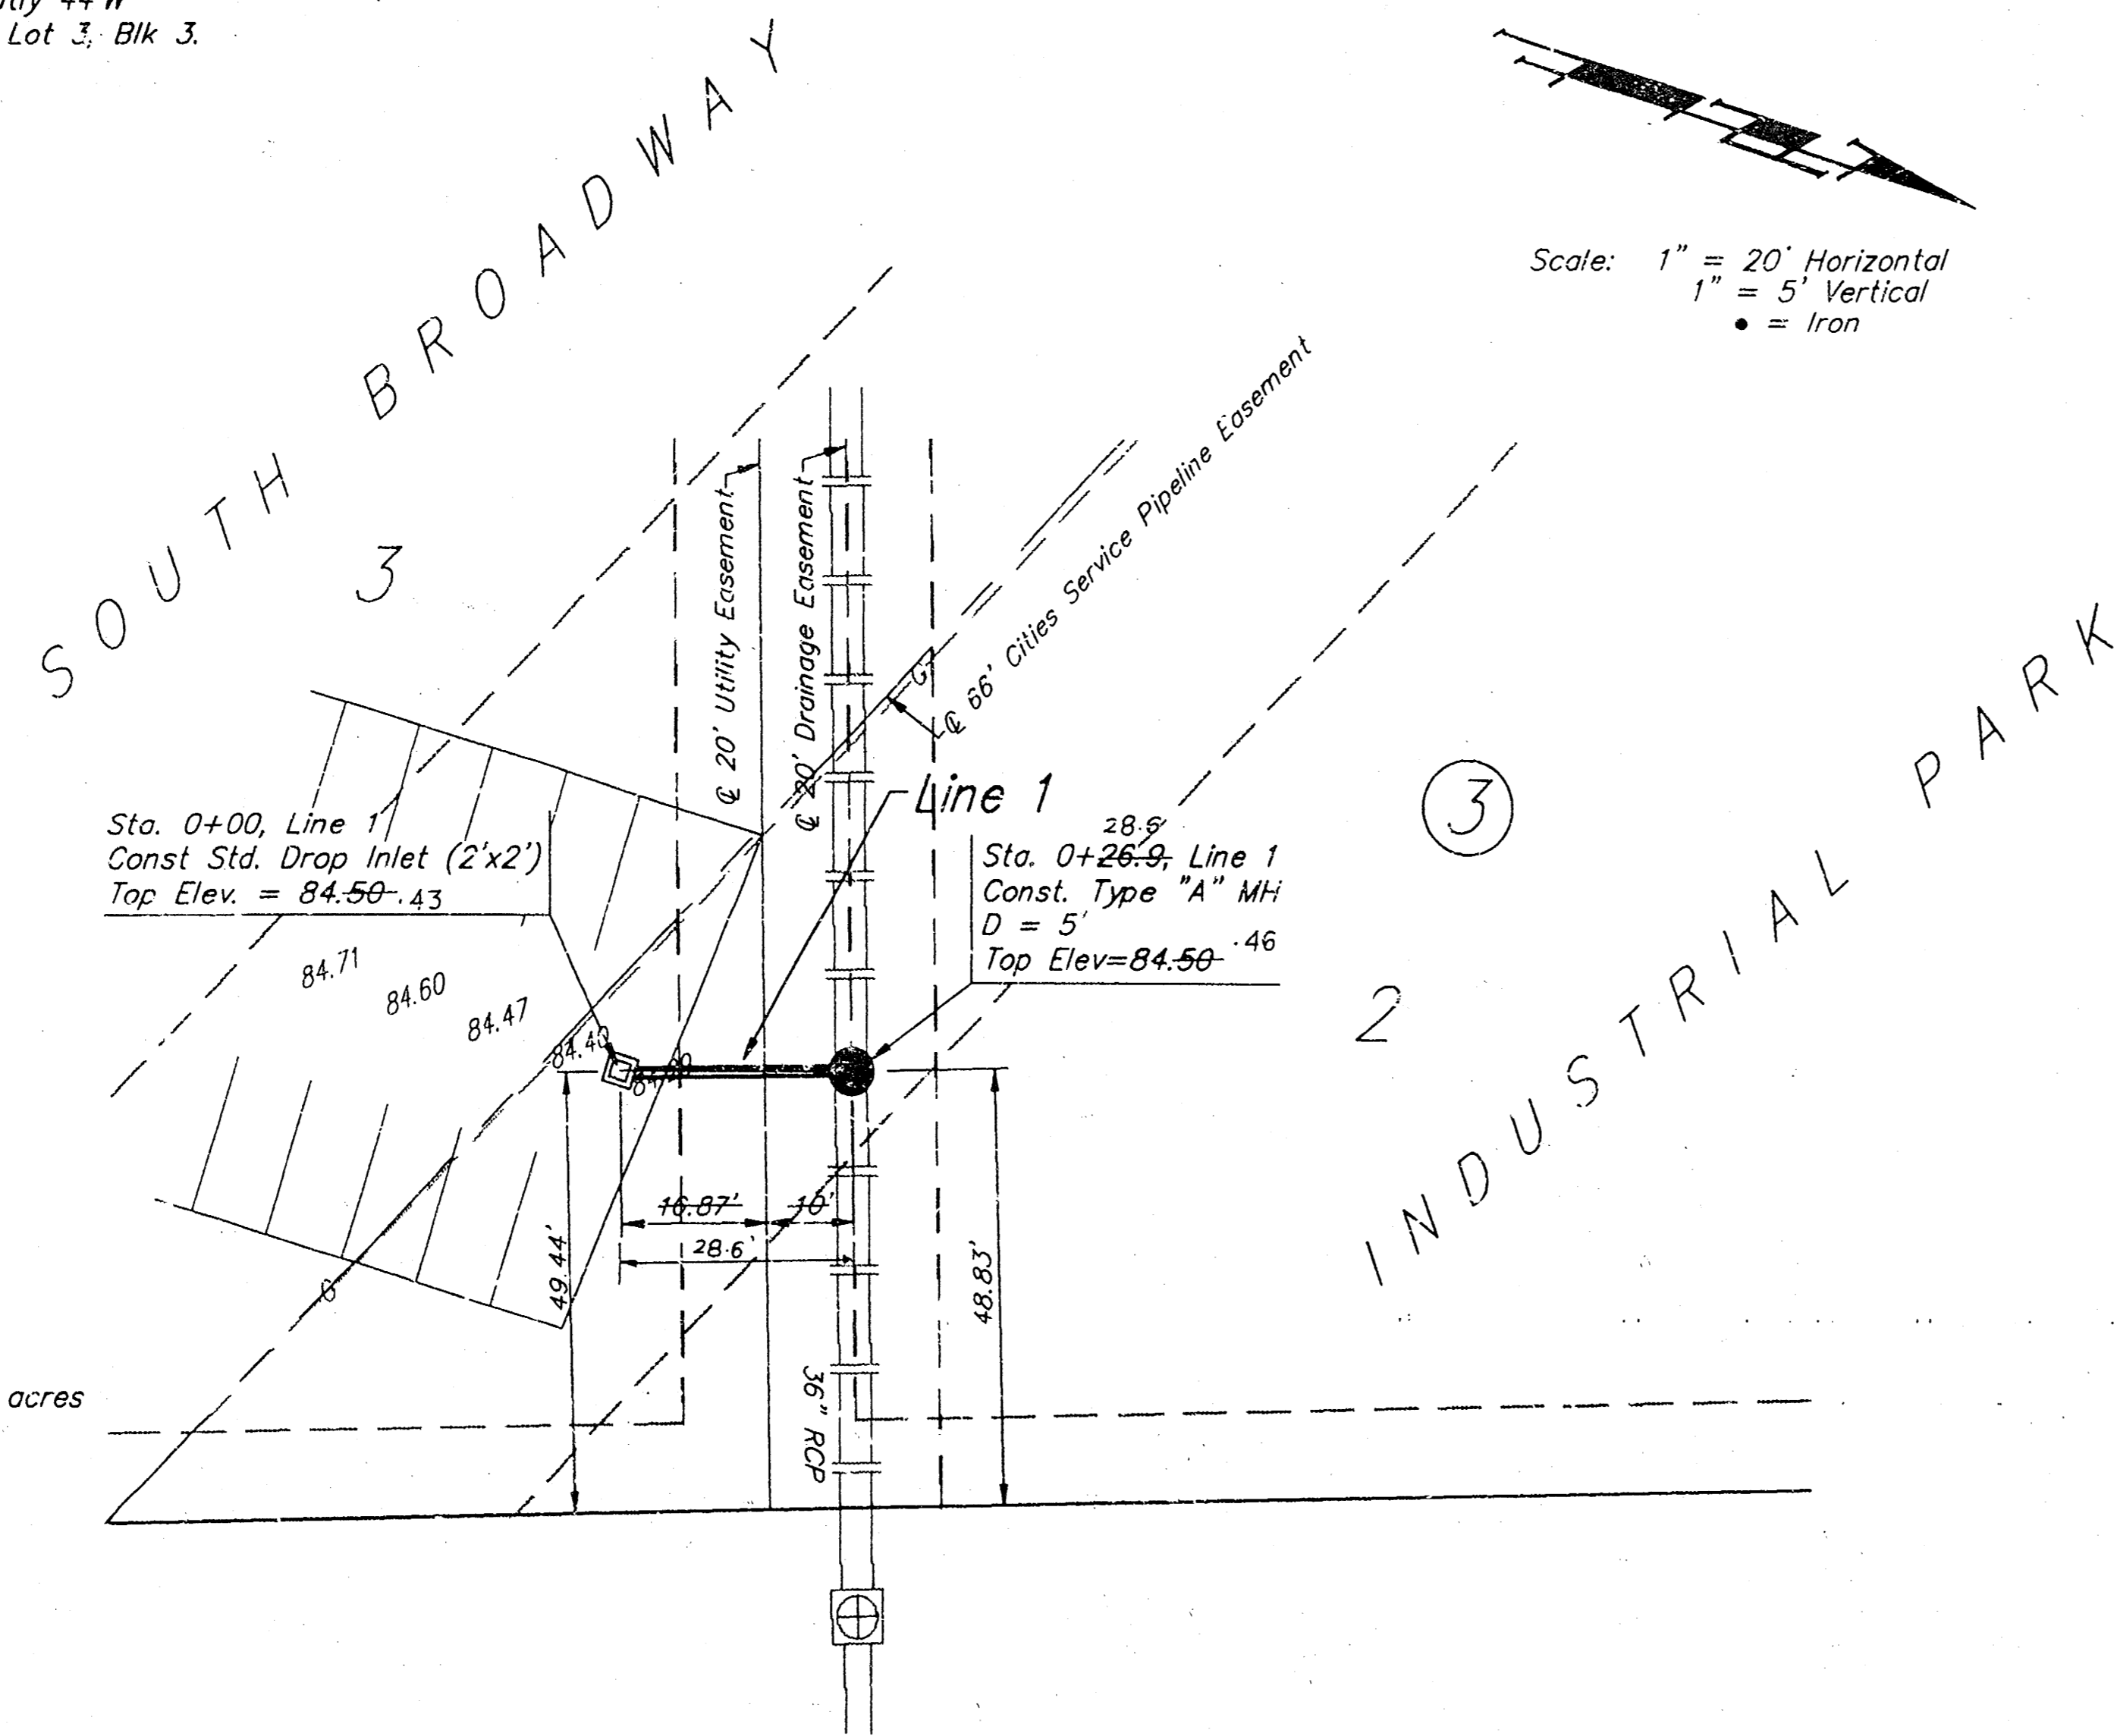 44'W
Lot 3, Blk 3.
SOUTH BROADWAY
Scale: 1" = 20' Horizontal
1" = 5' Vertical
• = Iron
3
℄ 20' Utility Easement
℄ 20' Drainage Easement
℄ 66' Cities Service Pipeline Easement
G
Line 1
Sta. 0+00, Line 1
Const Std. Drop Inlet (2'x2')
Top Elev. = 84.50 .43
28.6
Sta. 0+26.9, Line 1
Const. Type "A" MH
D = 5'
Top Elev=84.50 .46
3
2
INDUSTRIAL PARK
84.71
84.60
84.47
84.40
16.87'
10'
28.6'
49.44'
48.83'
G
36" RCP
acres